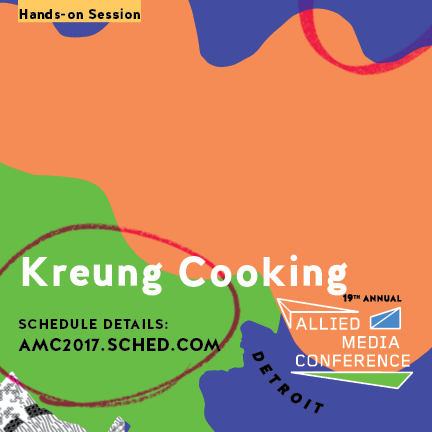 Hands-on Session
Kreung Cooking
19TH ANNUAL
SCHEDULE DETAILS:
AMC2017.SCHED.COM
ALLIED
MEDIA
CONFERENCE
DETROIT